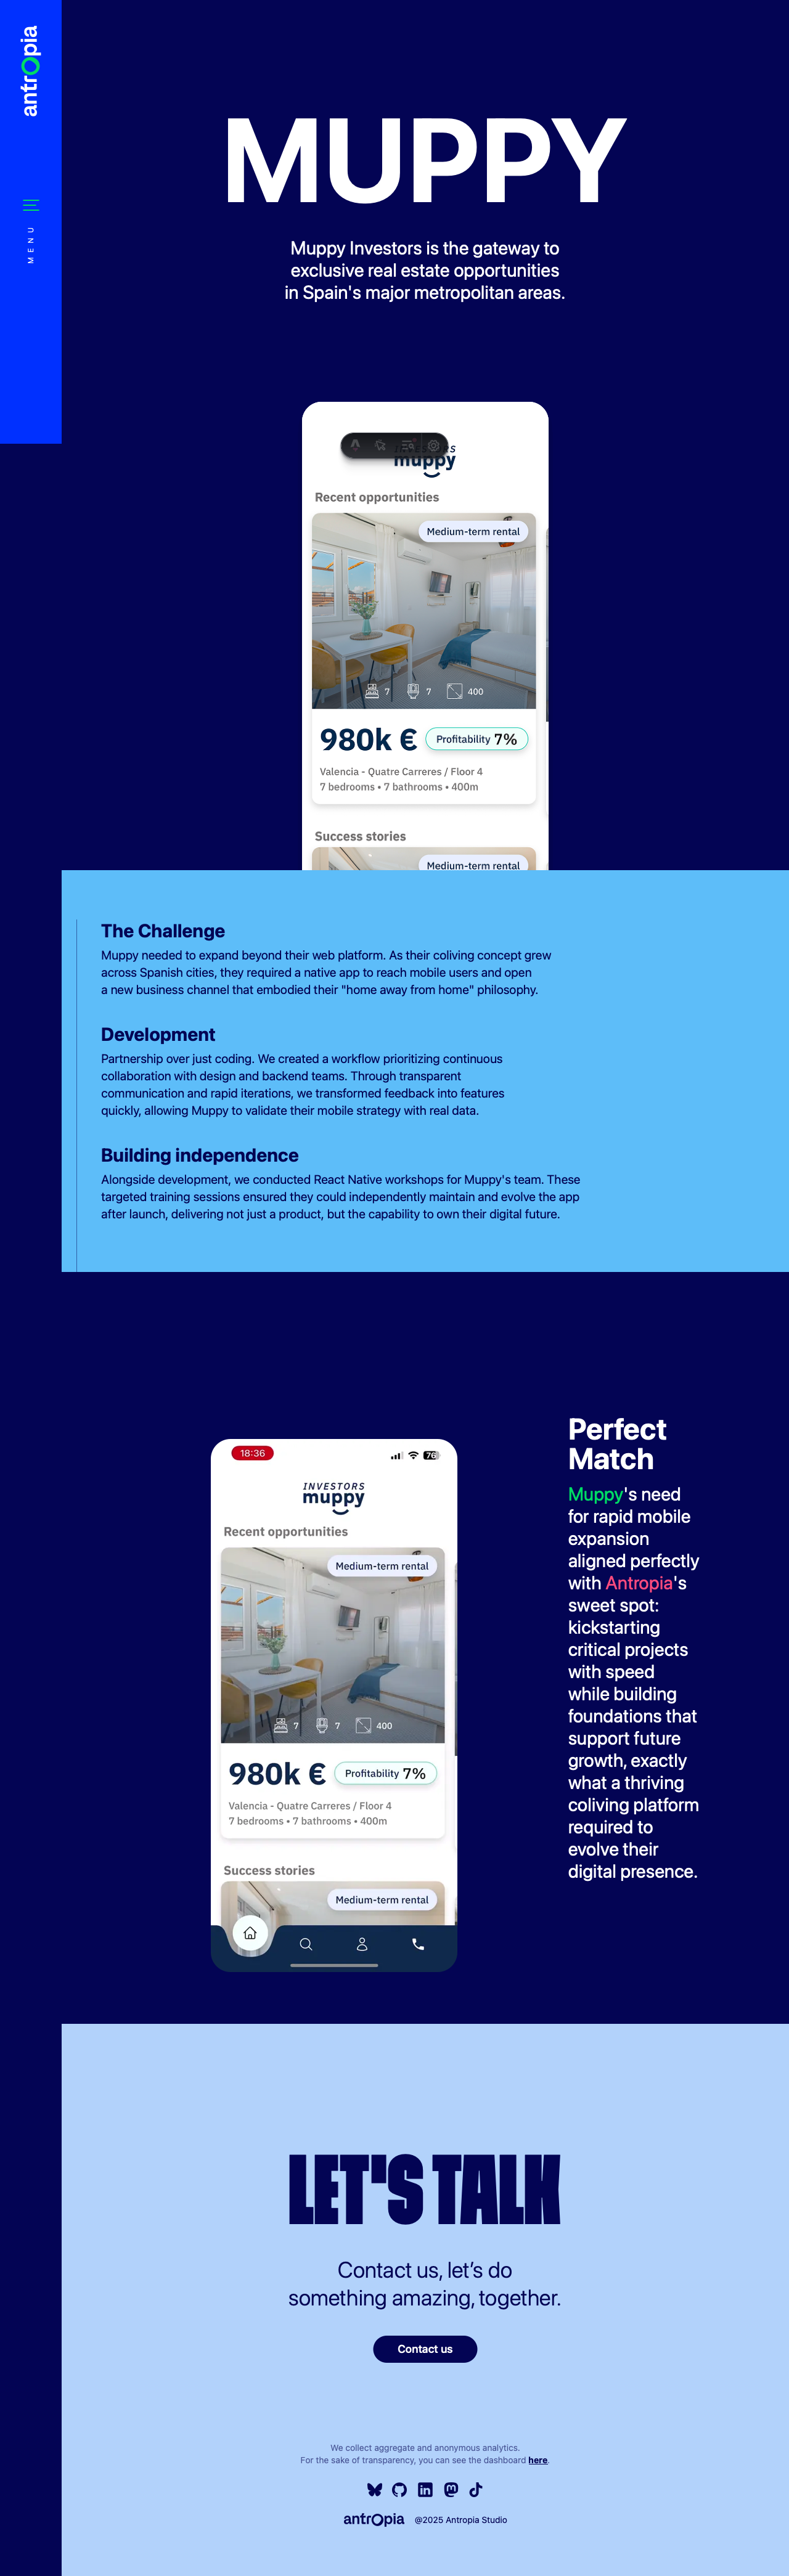 antropia
MENU
MUPPY
Muppy Investors is the gateway to
exclusive real estate opportunities
in Spain's major metropolitan areas.
INVESTORS
muppy
Recent opportunities
Medium-term rental
7 7 400
980k € Profitability 7%
Valencia - Quatre Carreres / Floor 4
7 bedrooms • 7 bathrooms • 400m
Success stories
Medium-term rental
The Challenge
Muppy needed to expand beyond their web platform. As their coliving concept grew
across Spanish cities, they required a native app to reach mobile users and open
a new business channel that embodied their "home away from home" philosophy.
Development
Partnership over just coding. We created a workflow prioritizing continuous
collaboration with design and backend teams. Through transparent
communication and rapid iterations, we transformed feedback into features
quickly, allowing Muppy to validate their mobile strategy with real data.
Building independence
Alongside development, we conducted React Native workshops for Muppy's team. These
targeted training sessions ensured they could independently maintain and evolve the app
after launch, delivering not just a product, but the capability to own their digital future.
18:36 76
INVESTORS
muppy
Recent opportunities
Medium-term rental
7 7 400
980k € Profitability 7%
Valencia - Quatre Carreres / Floor 4
7 bedrooms • 7 bathrooms • 400m
Success stories
Medium-term rental
Perfect
Match
Muppy's need
for rapid mobile
expansion
aligned perfectly
with Antropia's
sweet spot:
kickstarting
critical projects
with speed
while building
foundations that
support future
growth, exactly
what a thriving
coliving platform
required to
evolve their
digital presence.
LET'S TALK
Contact us, let’s do
something amazing, together.
Contact us
We collect aggregate and anonymous analytics.
For the sake of transparency, you can see the dashboard here.
antropia @2025 Antropia Studio